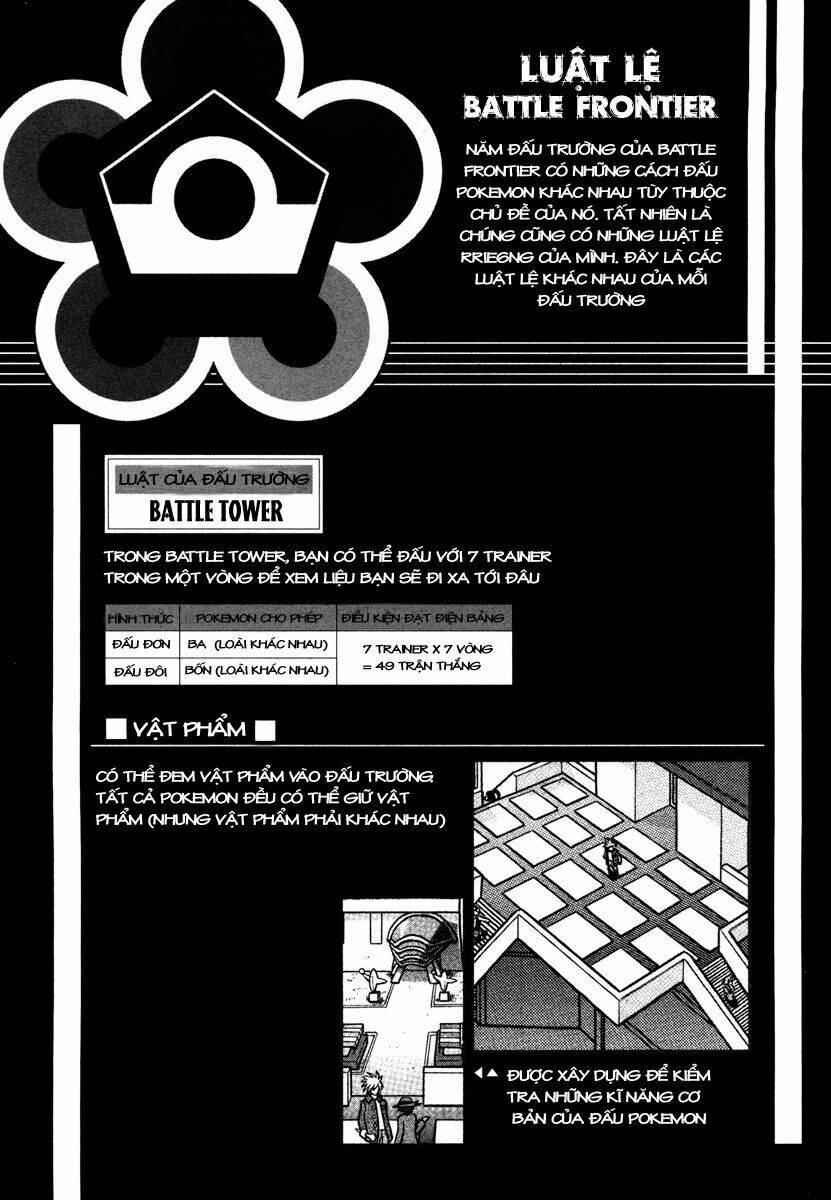 LUẬT LỆ
BATTLE FRONTIER
NĂM ĐẤU TRƯỜNG CỦA BATTLE
FRONTIER CÓ NHỮNG CÁCH ĐẤU
POKEMON KHÁC NHAU TÙY THUỘC
CHỦ ĐỀ CỦA NÓ. TẤT NHIÊN LÀ
CHÚNG CŨNG CÓ NHỮNG LUẬT LỆ
RRIEGNG CỦA MÌNH. ĐÂY LÀ CÁC
LUẬT LỆ KHÁC NHAU CỦA MỖI
ĐẤU TRƯỜNG
LUẬT CỦA ĐẤU TRƯỜNG
BATTLE TOWER
TRONG BATTLE TOWER, BẠN CÓ THỂ ĐẤU VỚI 7 TRAINER
TRONG MỘT VÒNG ĐỂ XEM LIỆU BẠN SẼ ĐI XA TỚI ĐÂU
HÌNH THỨC POKEMON CHO PHÉP ĐIỀU KIỆN ĐẠT ĐIỆN BẢNG
ĐẤU ĐƠN BA (LOÀI KHÁC NHAU) 7 TRAINER X 7 VÒNG
ĐẤU ĐÔI BỐN (LOÀI KHÁC NHAU) = 49 TRẬN THẮNG
VẬT PHẨM
CÓ THỂ ĐEM VẬT PHẨM VÀO ĐẤU TRƯỜNG
TẤT CẢ POKEMON ĐỀU CÓ THỂ GIỮ VẬT
PHẨM (NHƯNG VẬT PHẨM PHẢI KHÁC NHAU)
ĐƯỢC XÂY DỰNG ĐỂ KIỂM
TRA NHỮNG KĨ NĂNG CƠ
BẢN CỦA ĐẤU POKEMON